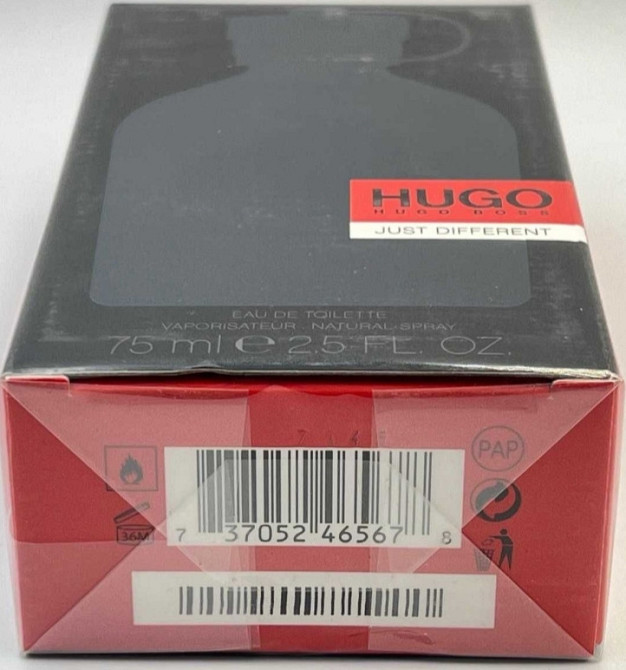 HUGO
HUGO BOSS
JUST DIFFERENT
EAU DE TOILETTE
VAPORISATEUR NATURAL SPRAY
75 ml e 2.5 FL. OZ.
PAP
36M
7 37052 46567 8